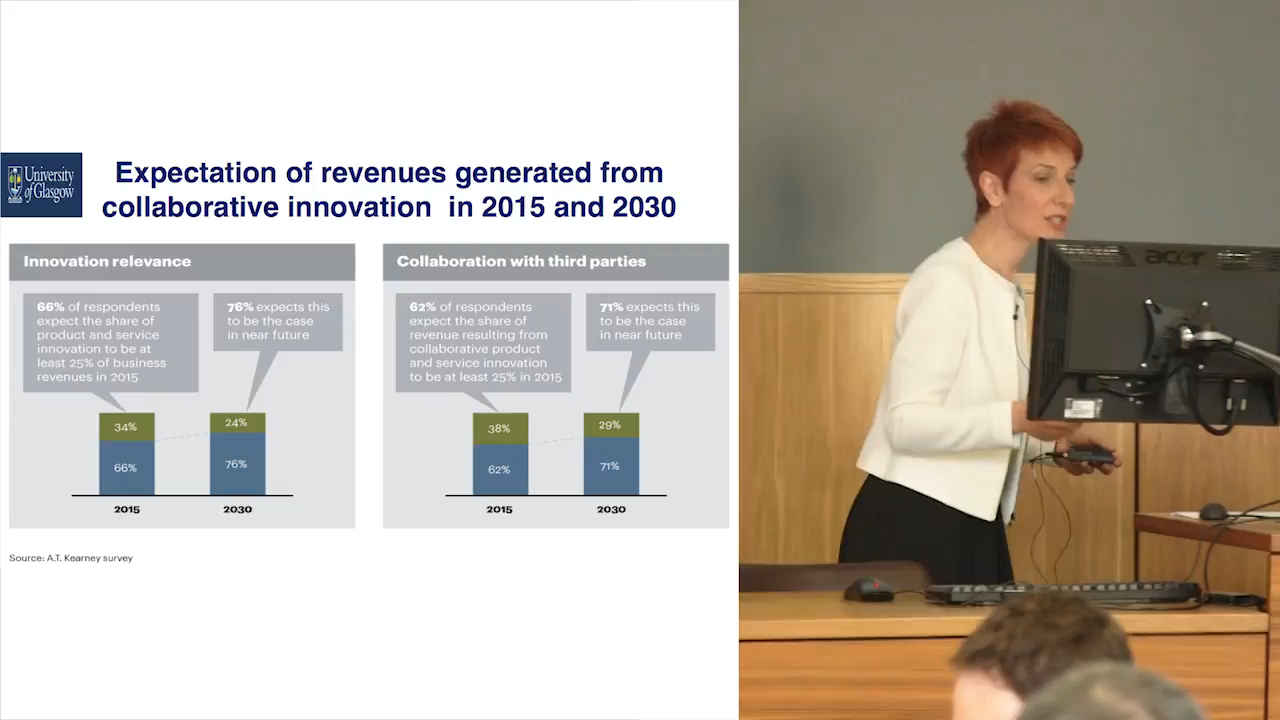 University
of Glasgow
Expectation of revenues generated from
collaborative innovation in 2015 and 2030
Innovation relevance
66% of respondents
expect the share of
product and service
innovation to be at
least 25% of business
revenues in 2015
76% expects this
to be the case
in near future
34%
24%
66%
76%
2015
2030
Collaboration with third parties
62% of respondents
expect the share of
revenue resulting from
collaborative product
and service innovation
to be at least 25% in 2015
71% expects this
to be the case
in near future
38%
29%
62%
71%
2015
2030
Source: A.T. Kearney survey
acer